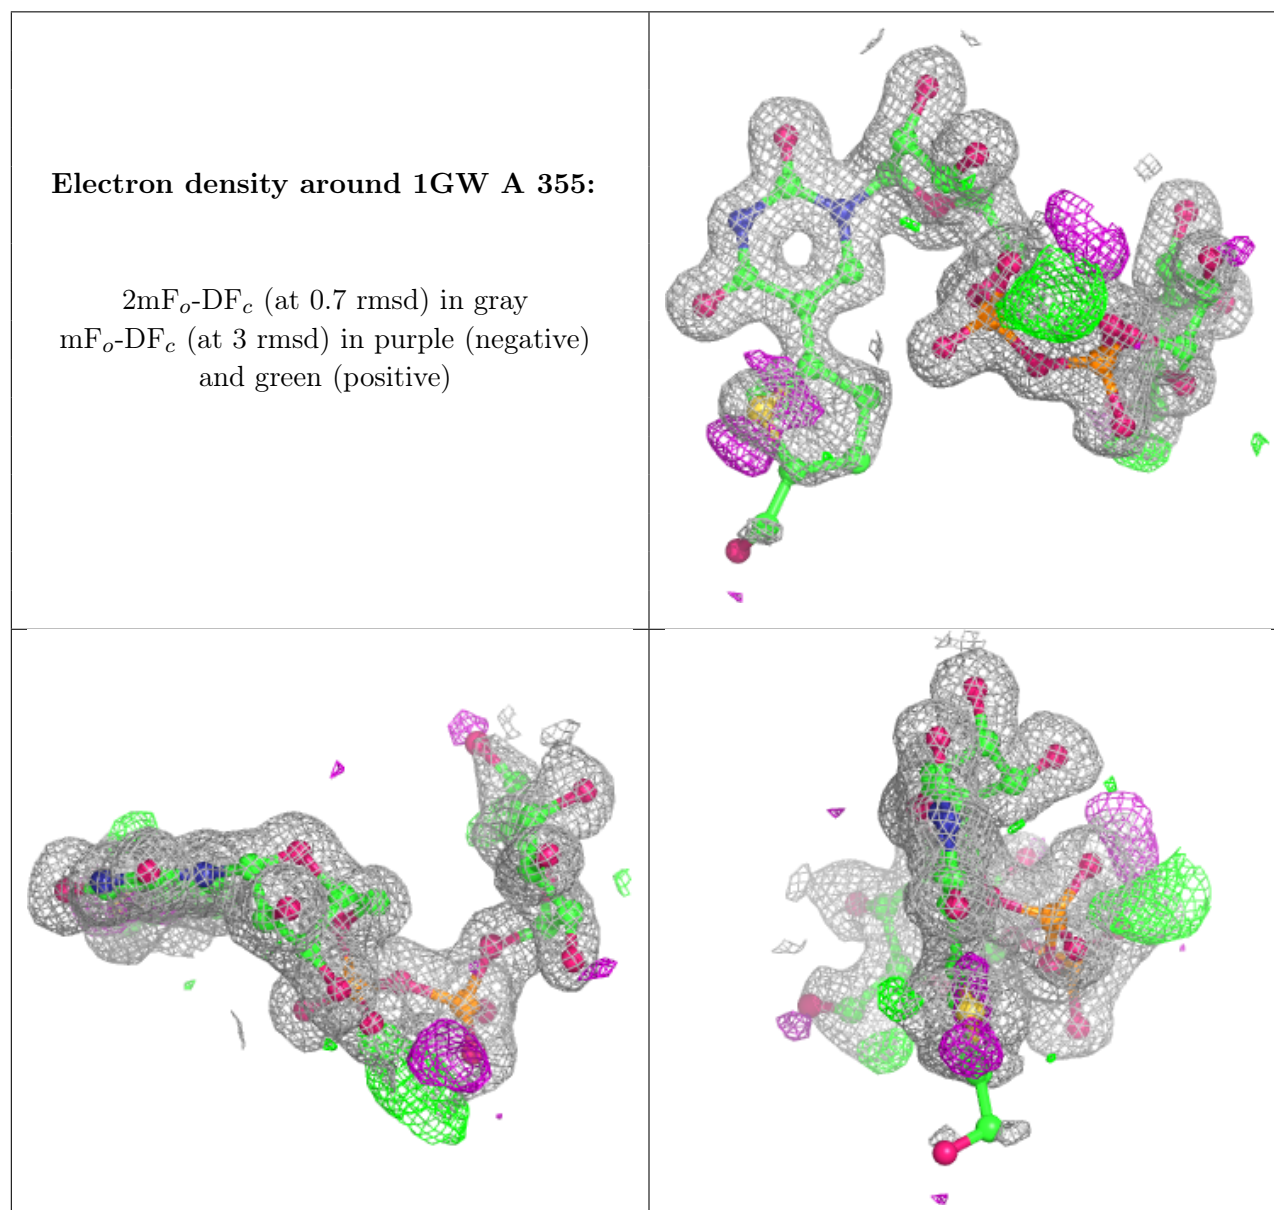 Electron density around 1GW A 355:
2mFo-DFc (at 0.7 rmsd) in gray
mFo-DFc (at 3 rmsd) in purple (negative)
and green (positive)